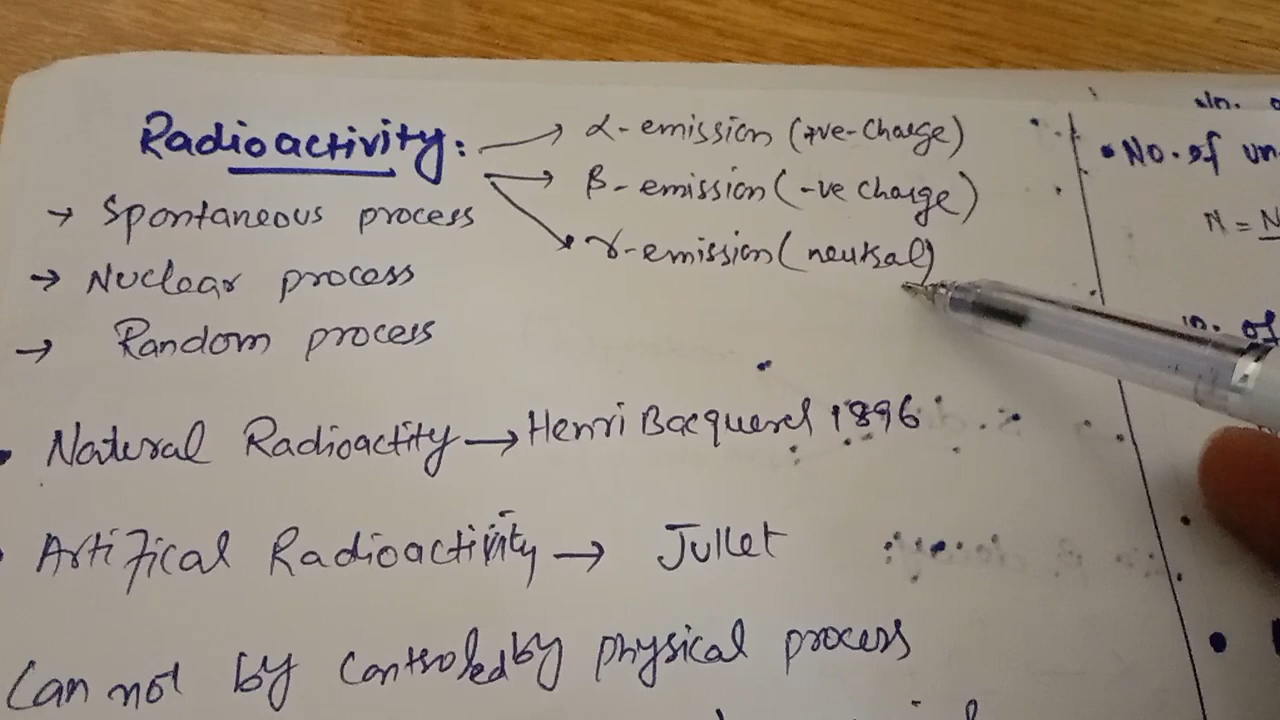 Radioactivity: → α-emission (+ve-charge)
→ β-emission (-ve charge)
→ γ-emission (neutral)
→ Spontaneous process
→ Nuclear process
→ Random process
• Natural Radioactity → Henri Bacquerel 1896
• Artifical Radioactivity → Jullet
Can not by controled by physical process
• No. of un
N = N
of